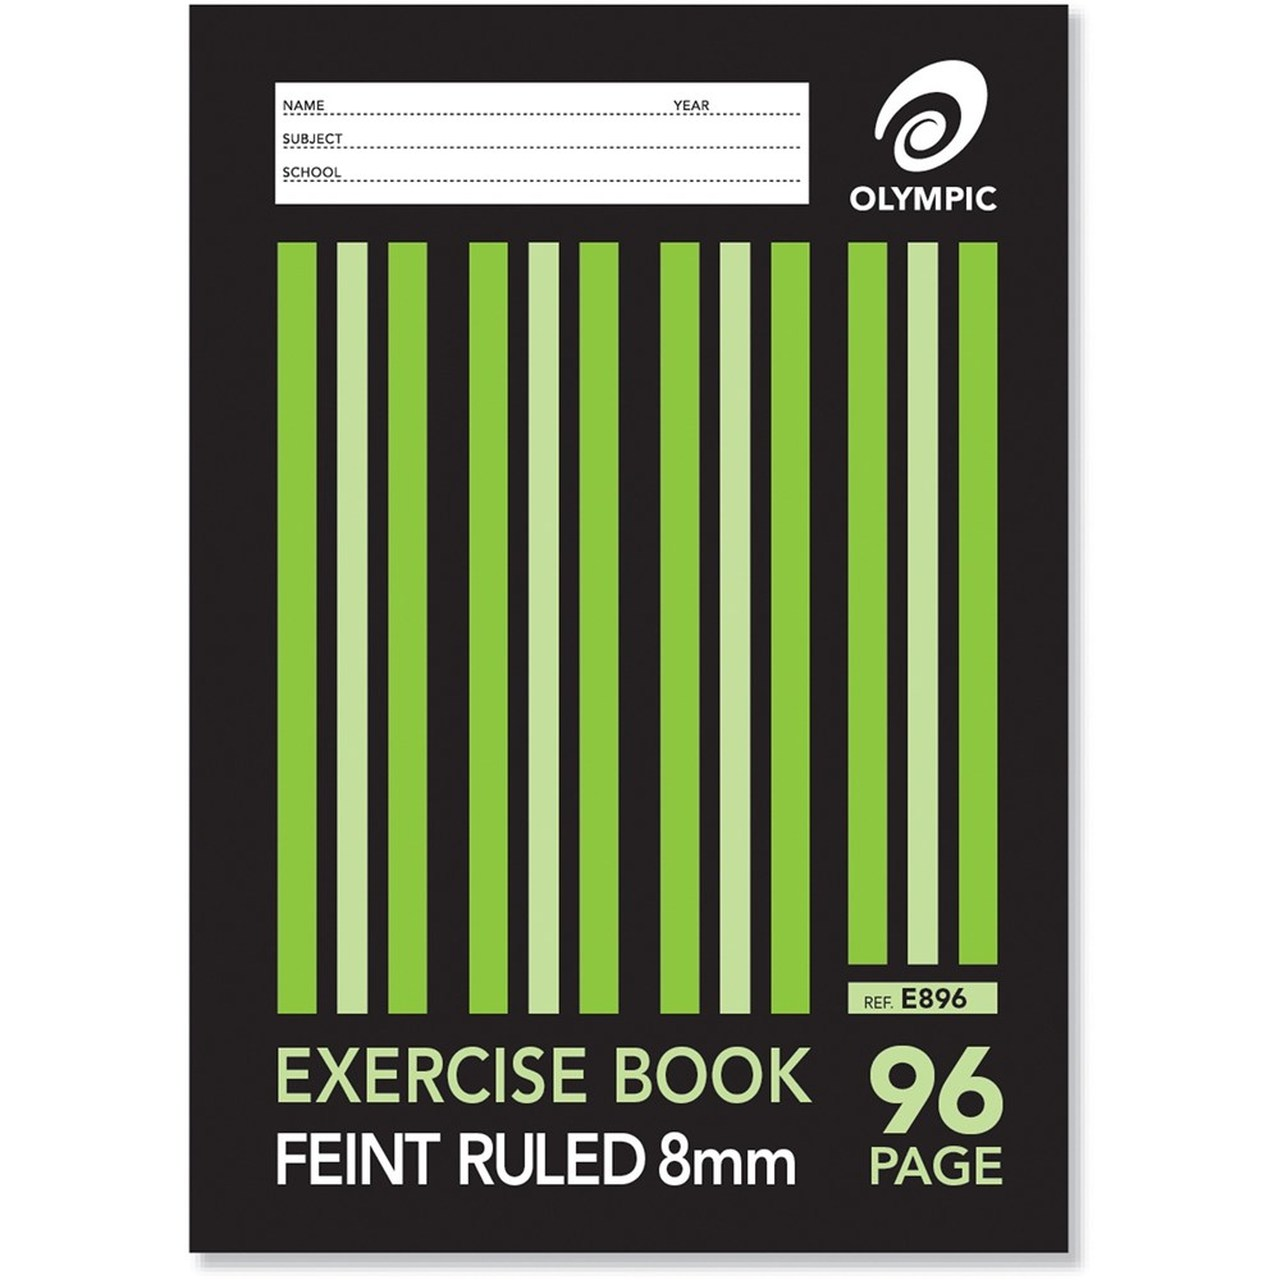 NAME YEAR
SUBJECT
SCHOOL
OLYMPIC
REF. E896
EXERCISE BOOK
FEINT RULED 8mm
96
PAGE